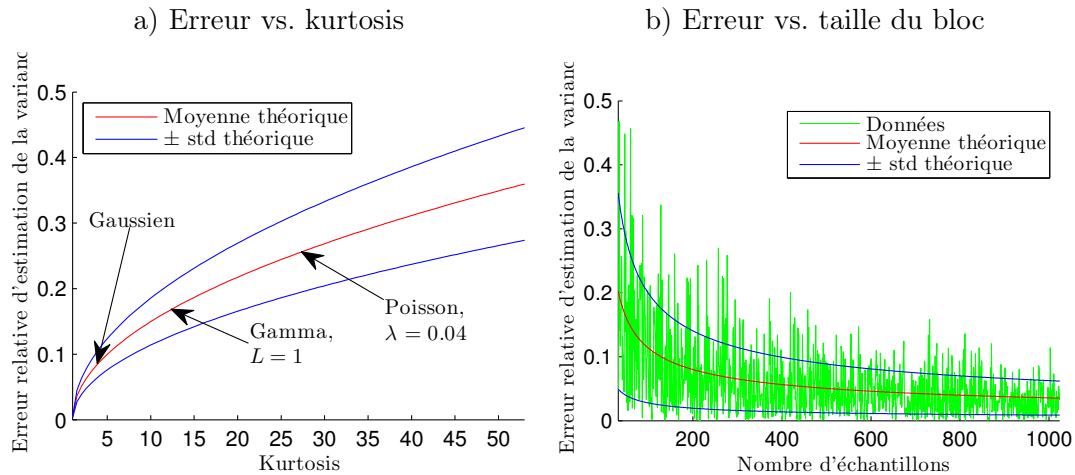 a) Erreur vs. kurtosis
Erreur relative d'estimation de la varianc
0.5
0.4
0.3
0.2
0.1
0
Moyenne théorique
± std théorique
Gaussien
Gamma,
L = 1
Poisson,
λ = 0.04
5 10 15 20 25 30 35 40 45 50
Kurtosis
b) Erreur vs. taille du bloc
Erreur relative d'estimation de la varianc
0.5
0.4
0.3
0.2
0.1
0
Données
Moyenne théorique
± std théorique
200 400 600 800 1000
Nombre d'échantillons